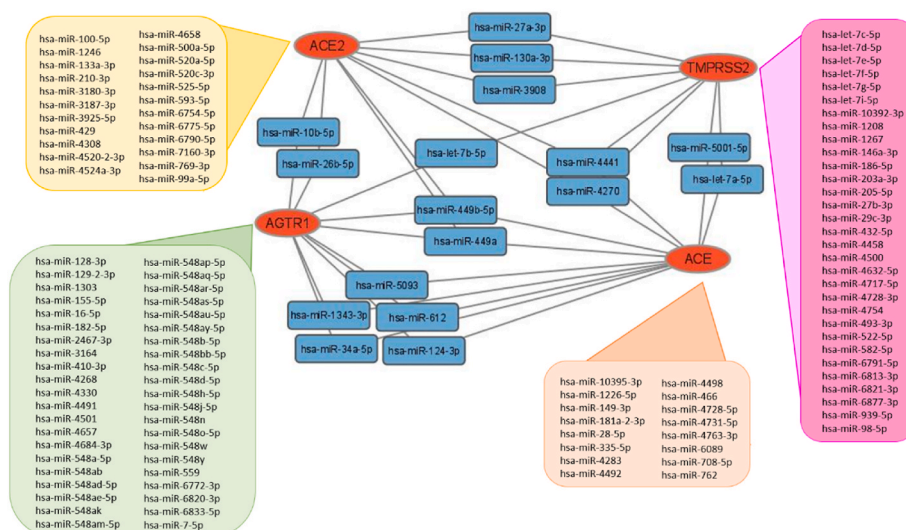 hsa-miR-100-5p
hsa-miR-1246
hsa-miR-133a-3p
hsa-miR-210-3p
hsa-miR-3180-3p
hsa-miR-3187-3p
hsa-miR-3925-5p
hsa-miR-429
hsa-miR-4308
hsa-miR-4520-2-3p
hsa-miR-4524a-3p
hsa-miR-4658
hsa-miR-500a-5p
hsa-miR-520a-5p
hsa-miR-520c-3p
hsa-miR-525-5p
hsa-miR-593-5p
hsa-miR-6754-5p
hsa-miR-6775-5p
hsa-miR-6790-5p
hsa-miR-7160-3p
hsa-miR-769-3p
hsa-miR-99a-5p
ACE2
hsa-miR-27a-3p
hsa-miR-130a-3p
hsa-miR-3908
TMPRSS2
hsa-miR-10b-5p
hsa-miR-26b-5p
hsa-let-7b-5p
hsa-miR-4441
hsa-miR-4270
hsa-miR-5001-5p
hsa-let-7a-5p
AGTR1
hsa-miR-449b-5p
hsa-miR-449a
ACE
hsa-miR-5093
hsa-miR-1343-3p
hsa-miR-612
hsa-miR-34a-5p
hsa-miR-124-3p
hsa-let-7c-5p
hsa-let-7d-5p
hsa-let-7e-5p
hsa-let-7f-5p
hsa-let-7g-5p
hsa-let-7i-5p
hsa-miR-10392-3p
hsa-miR-1208
hsa-miR-1267
hsa-miR-146a-3p
hsa-miR-186-5p
hsa-miR-203a-3p
hsa-miR-205-5p
hsa-miR-27b-3p
hsa-miR-29c-3p
hsa-miR-432-5p
hsa-miR-4458
hsa-miR-4500
hsa-miR-4632-5p
hsa-miR-4717-5p
hsa-miR-4728-3p
hsa-miR-4754
hsa-miR-493-3p
hsa-miR-522-5p
hsa-miR-582-5p
hsa-miR-6791-5p
hsa-miR-6813-3p
hsa-miR-6821-3p
hsa-miR-6877-3p
hsa-miR-939-5p
hsa-miR-98-5p
hsa-miR-128-3p
hsa-miR-129-2-3p
hsa-miR-1303
hsa-miR-155-5p
hsa-miR-16-5p
hsa-miR-182-5p
hsa-miR-2467-3p
hsa-miR-3164
hsa-miR-410-3p
hsa-miR-4268
hsa-miR-4330
hsa-miR-4491
hsa-miR-4501
hsa-miR-4657
hsa-miR-4684-3p
hsa-miR-548a-5p
hsa-miR-548ab
hsa-miR-548ad-5p
hsa-miR-548ae-5p
hsa-miR-548ak
hsa-miR-548am-5p
hsa-miR-548ap-5p
hsa-miR-548aq-5p
hsa-miR-548ar-5p
hsa-miR-548as-5p
hsa-miR-548au-5p
hsa-miR-548ay-5p
hsa-miR-548b-5p
hsa-miR-548bb-5p
hsa-miR-548c-5p
hsa-miR-548d-5p
hsa-miR-548h-5p
hsa-miR-548j-5p
hsa-miR-548n
hsa-miR-548o-5p
hsa-miR-548w
hsa-miR-548y
hsa-miR-559
hsa-miR-6772-3p
hsa-miR-6820-3p
hsa-miR-6833-5p
hsa-miR-7-5p
hsa-miR-10395-3p
hsa-miR-1226-5p
hsa-miR-149-3p
hsa-miR-181a-2-3p
hsa-miR-28-5p
hsa-miR-335-5p
hsa-miR-4283
hsa-miR-4492
hsa-miR-4498
hsa-miR-466
hsa-miR-4728-5p
hsa-miR-4731-5p
hsa-miR-4763-3p
hsa-miR-6089
hsa-miR-708-5p
hsa-miR-762